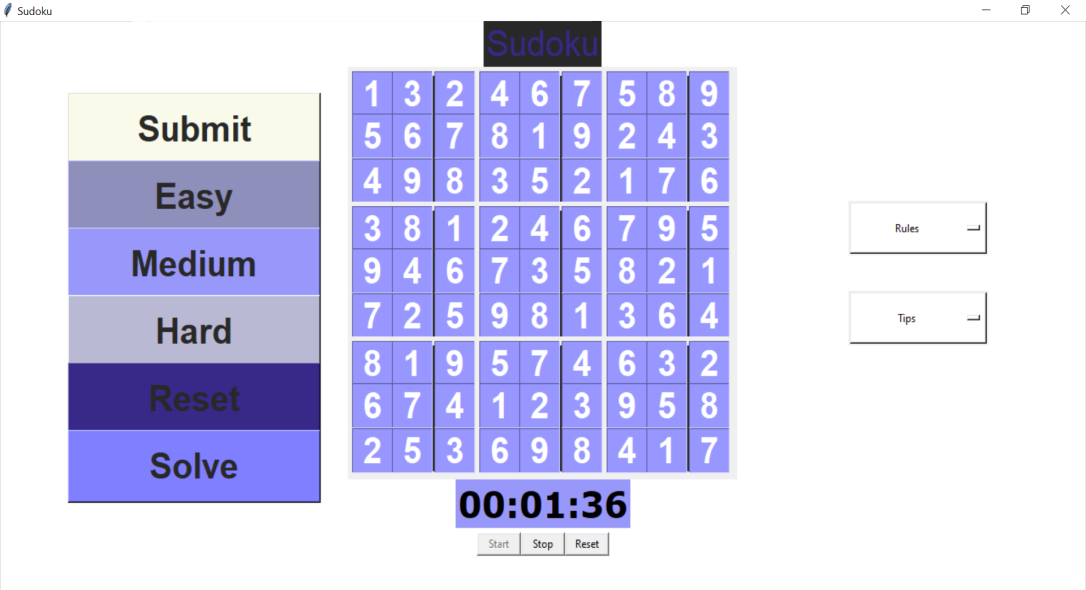 Sudoku
Sudoku
Submit
Easy
Medium
Hard
Reset
Solve
1 3 2 4 6 7 5 8 9
5 6 7 8 1 9 2 4 3
4 9 8 3 5 2 1 7 6
3 8 1 2 4 6 7 9 5
9 4 6 7 3 5 8 2 1
7 2 5 9 8 1 3 6 4
8 1 9 5 7 4 6 3 2
6 7 4 1 2 3 9 5 8
2 5 3 6 9 8 4 1 7
00:01:36
Start Stop Reset
Rules
Tips